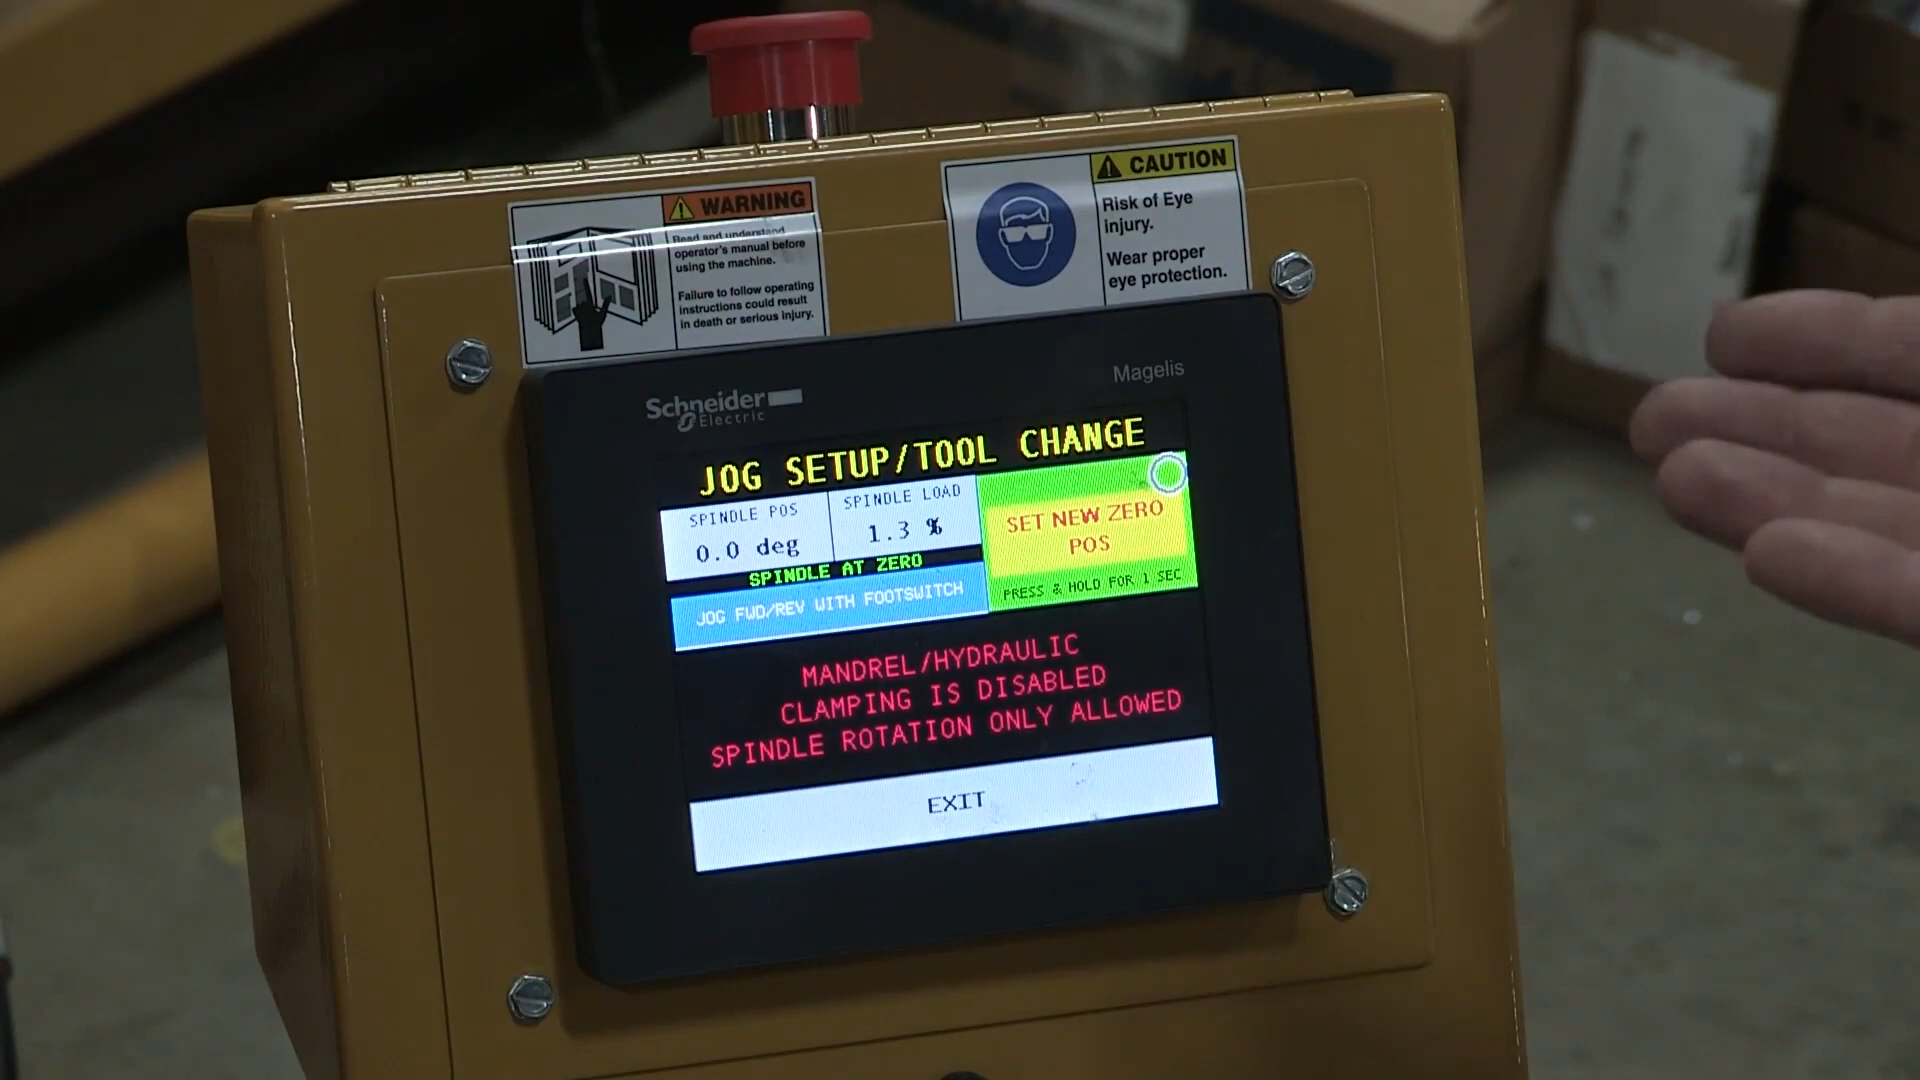 WARNING
Read and understand
operator's manual before
using the machine.
Failure to follow operating
instructions could result
in death or serious injury.
CAUTION
Risk of Eye
injury.
Wear proper
eye protection.
Schneider
Electric
Magelis
JOG SETUP/TOOL CHANGE
SPINDLE POS
0.0 deg
SPINDLE LOAD
1.3 %
SPINDLE AT ZERO
JOG FWD/REV WITH FOOTSWITCH
SET NEW ZERO
POS
PRESS & HOLD FOR 1 SEC
MANDREL/HYDRAULIC
CLAMPING IS DISABLED
SPINDLE ROTATION ONLY ALLOWED
EXIT